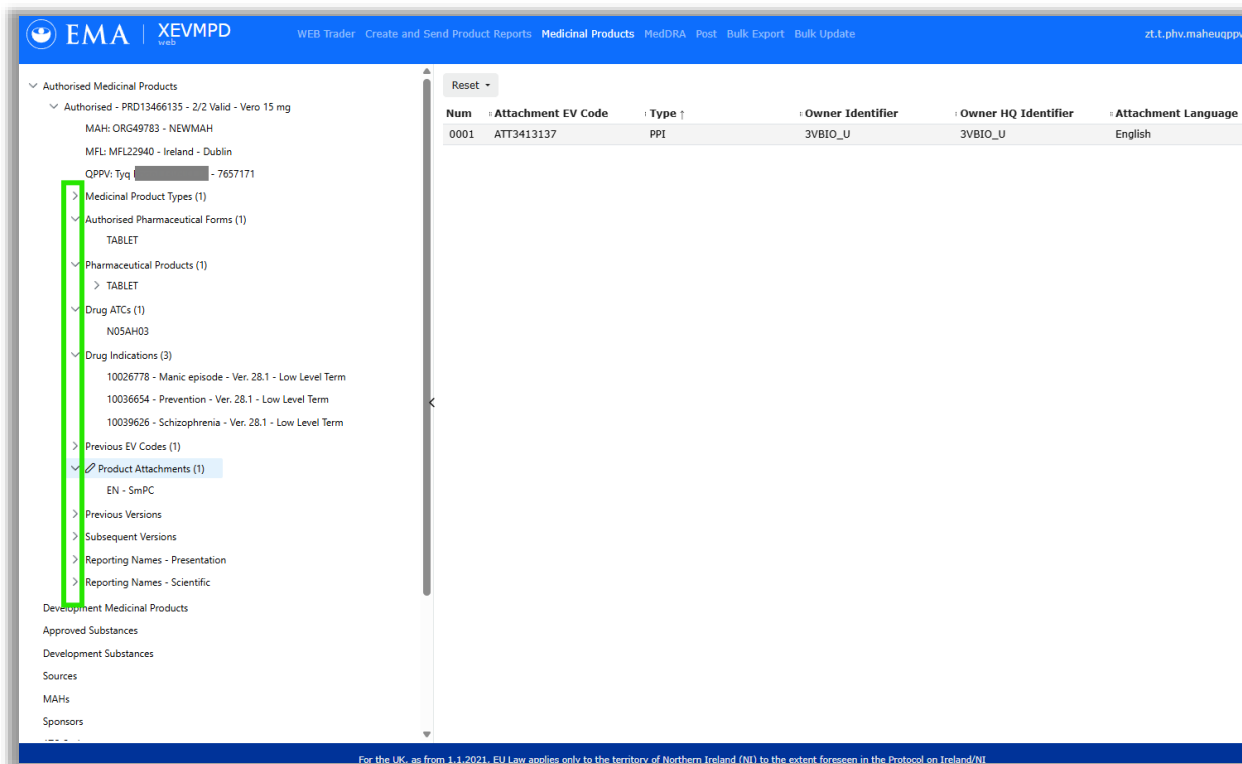 EMA | XEVMPD
web
WEB Trader Create and Send Product Reports Medicinal Products MedDRA Post Bulk Export Bulk Update
zt.t.phv.maheuqppv
Authorised Medicinal Products
Authorised - PRD13466135 - 2/2 Valid - Vero 15 mg
MAH: ORG49783 - NEWMAH
MFL: MFL22940 - Ireland - Dublin
QPPV: Tyq - 7657171
Medicinal Product Types (1)
Authorised Pharmaceutical Forms (1)
TABLET
Pharmaceutical Products (1)
TABLET
Drug ATCs (1)
N05AH03
Drug Indications (3)
10026778 - Manic episode - Ver. 28.1 - Low Level Term
10036654 - Prevention - Ver. 28.1 - Low Level Term
10039626 - Schizophrenia - Ver. 28.1 - Low Level Term
Previous EV Codes (1)
Product Attachments (1)
EN - SmPC
Previous Versions
Subsequent Versions
Reporting Names - Presentation
Reporting Names - Scientific
Development Medicinal Products
Approved Substances
Development Substances
Sources
MAHs
Sponsors
Reset
Num Attachment EV Code Type ↑ Owner Identifier Owner HQ Identifier Attachment Language
0001 ATT3413137 PPI 3VBIO_U 3VBIO_U English
For the UK, as from 1.1.2021, EU Law applies only to the territory of Northern Ireland (NI) to the extent foreseen in the Protocol on Ireland/NI